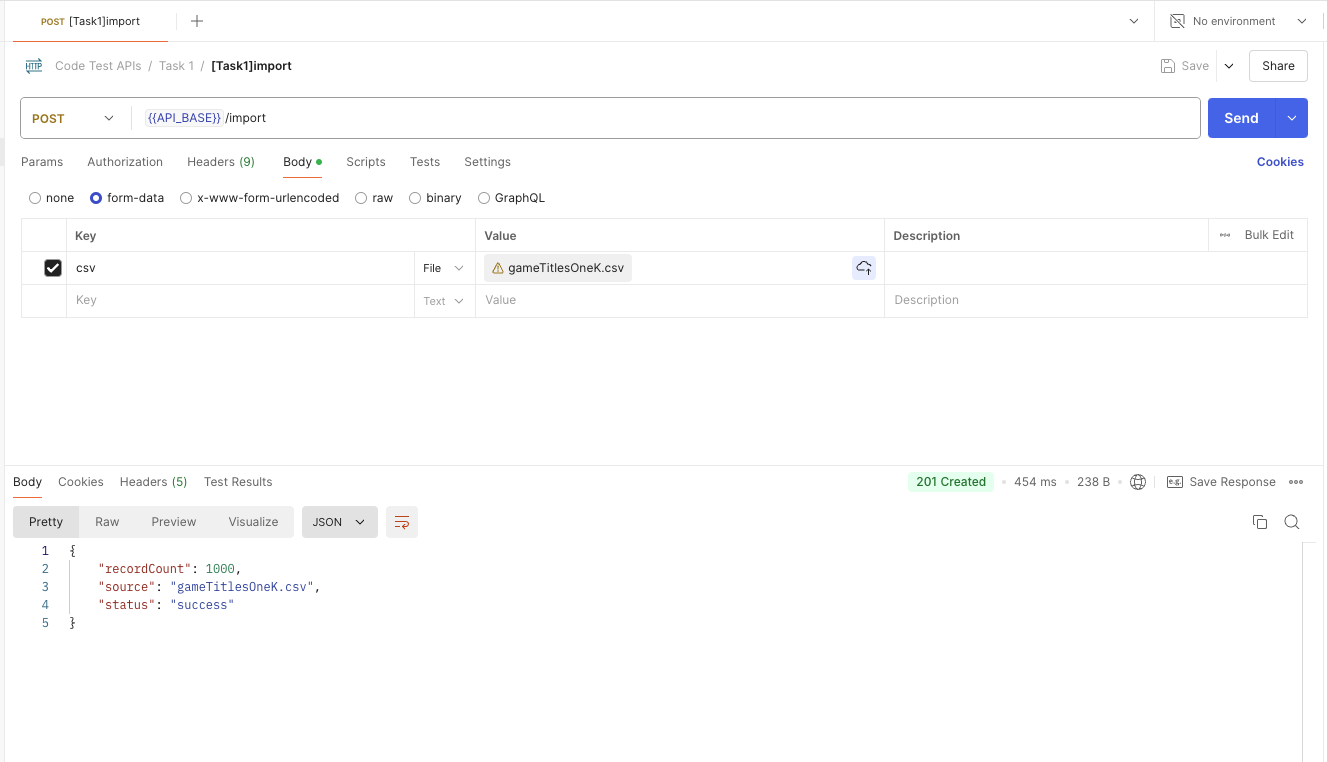 POST [Task1]import
No environment
HTTP Code Test APIs / Task 1 / [Task1]import
Save
Share
POST {{API_BASE}} /import
Send
Params Authorization Headers (9) Body Scripts Tests Settings
Cookies
none form-data x-www-form-urlencoded raw binary GraphQL
Key Value Description Bulk Edit
csv File gameTitlesOneK.csv
Key Text Value Description
Body Cookies Headers (5) Test Results
201 Created 454 ms 238 B e.g. Save Response
Pretty Raw Preview Visualize JSON
1 {
2 "recordCount": 1000,
3 "source": "gameTitlesOneK.csv",
4 "status": "success"
5 }